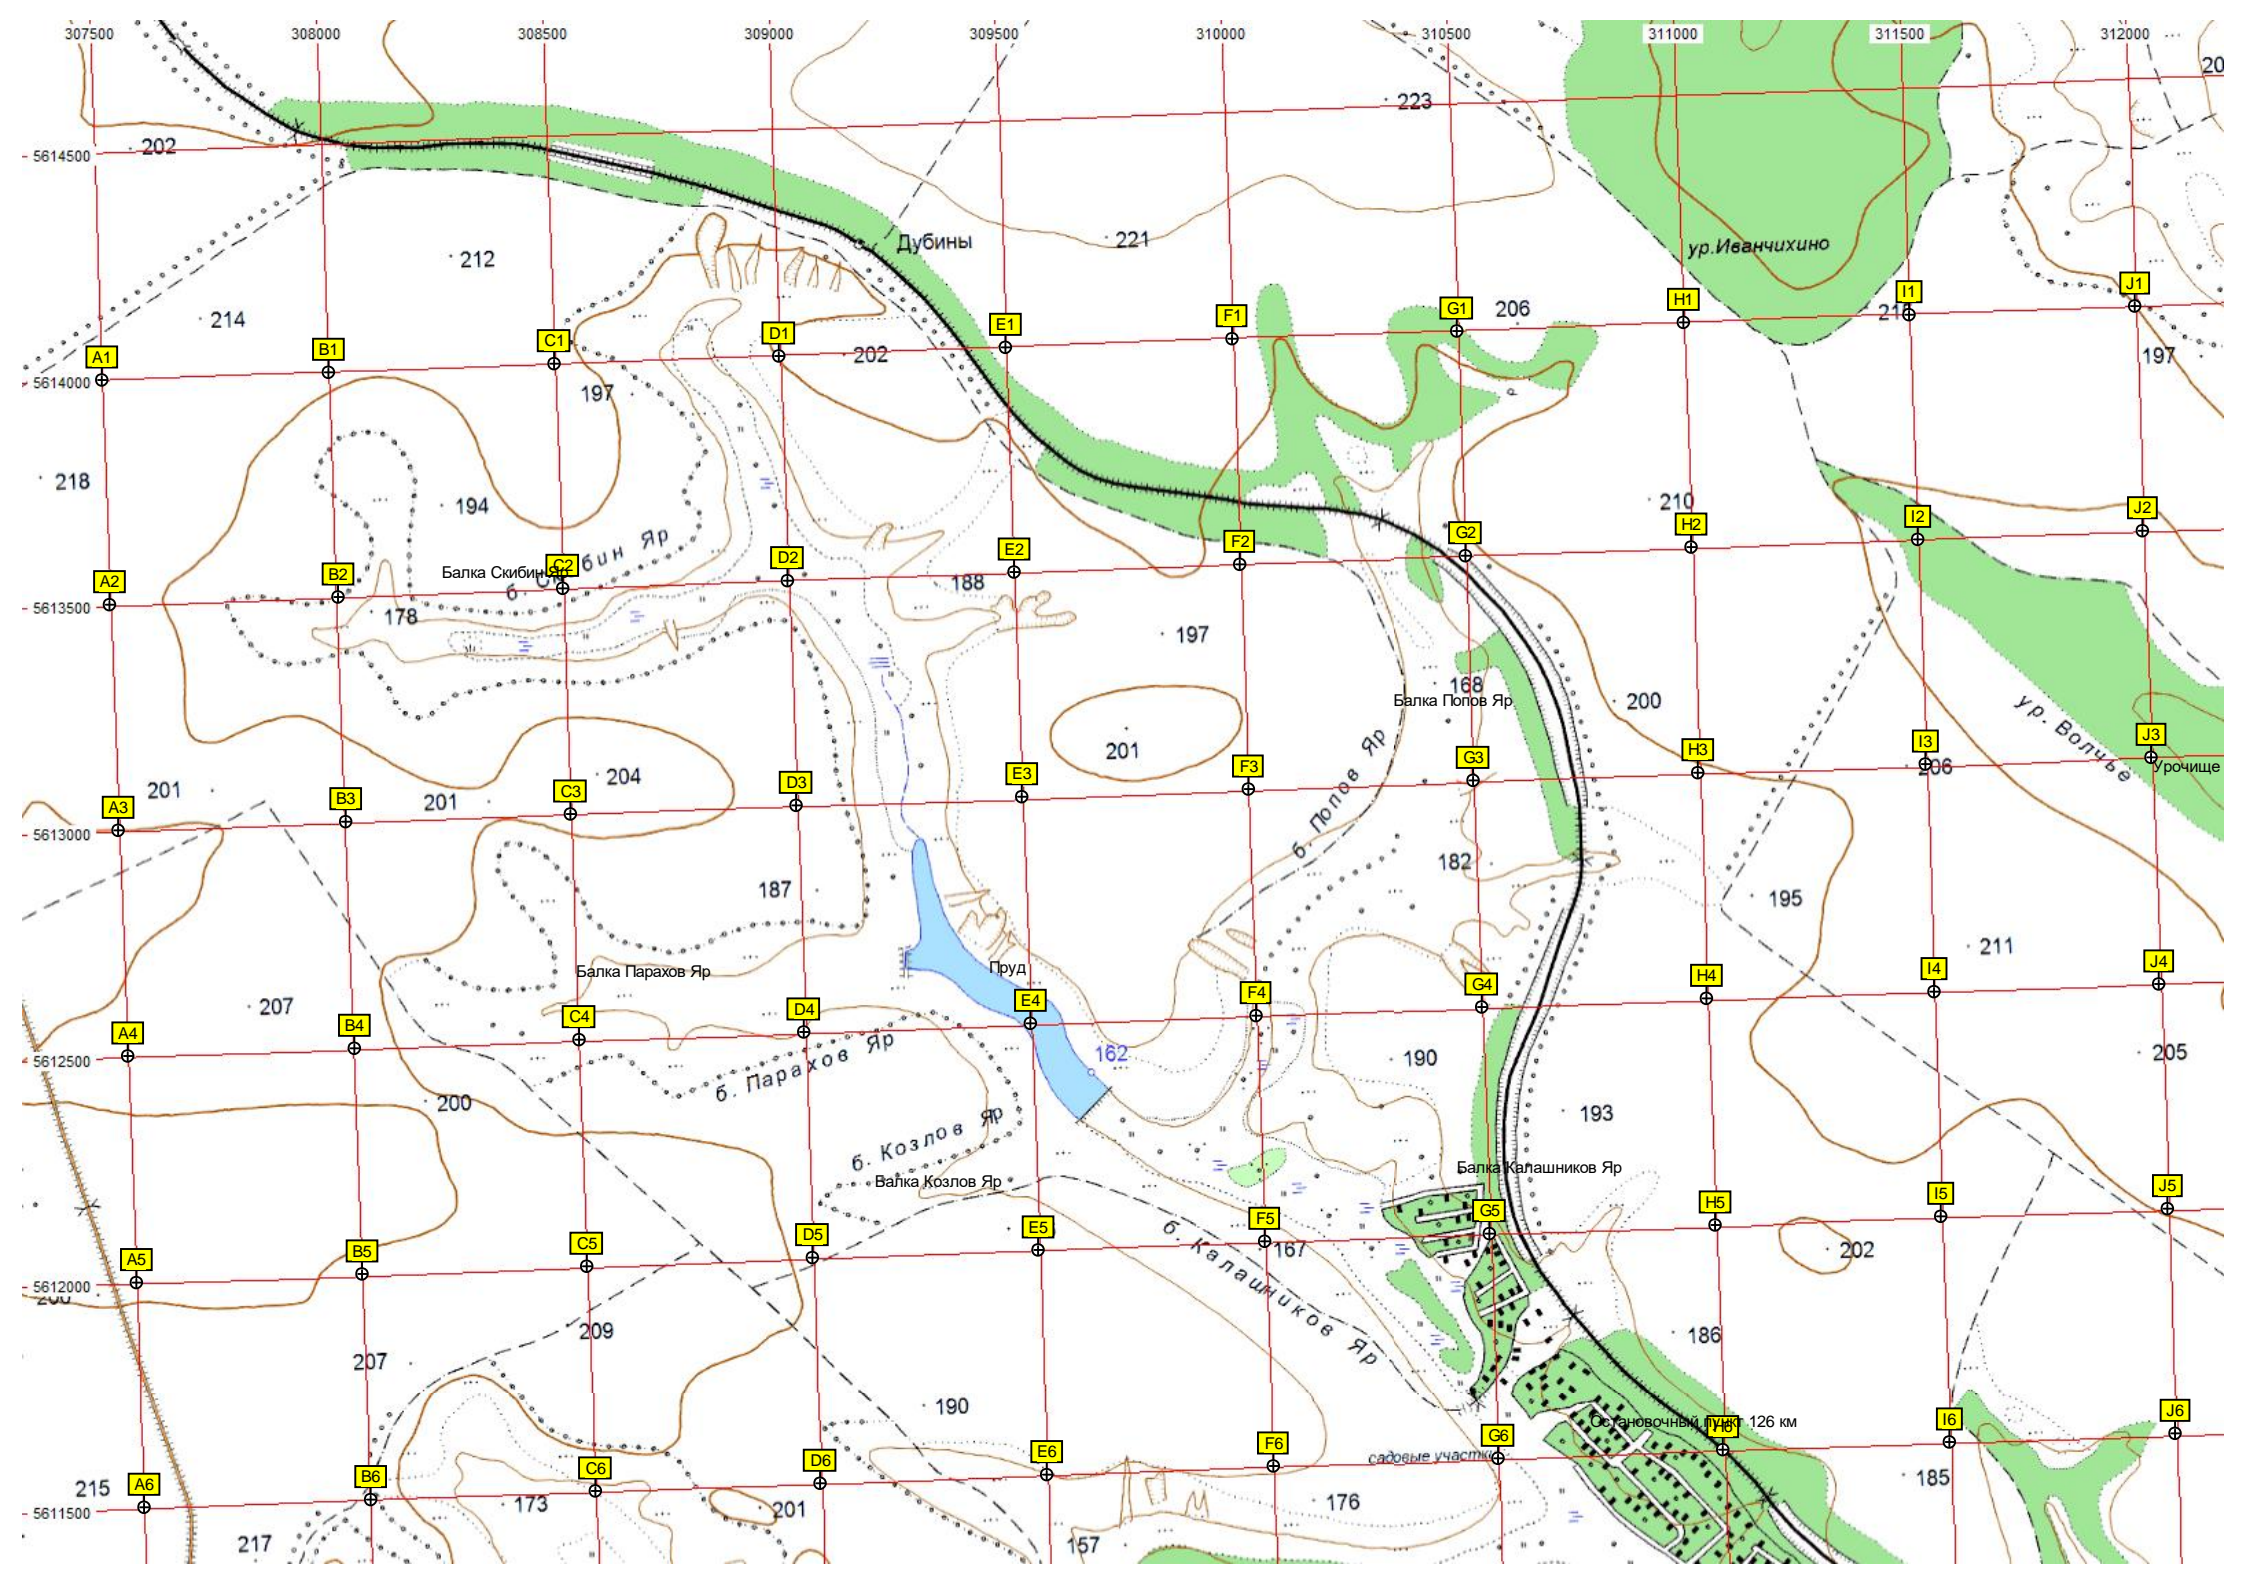 307500 308000 308500 309000 309500 310000 310500 311000 311500 312000
20
223
5614500
202
Дубины
221
ур.Иванчихино
212
214
J1
I1
H1
G1
206
F1
E1
D1
C1
B1
A1
202
197
5614000
197
218
194
210
J2
I2
H2
G2
F2
E2
D2
C2
B2
A2
Балка Скибин Яр
188
5613500
178
197
168
Балка Попов Яр
200
ур. Волчье
201
б. Попов Яр
J3
I3
H3
G3
F3
E3
D3
C3
B3
A3
206
Урочище
204
201
201
5613000
182
187
195
211
Балка Парахов Яр
Пруд
J4
I4
H4
G4
F4
E4
D4
C4
B4
A4
207
5612500
б. Парахов Яр
162
190
205
200
193
б. Козлов Яр
Балка Козлов Яр
Балка Калашников Яр
J5
I5
H5
G5
F5
E5
D5
C5
B5
A5
167
202
б. Калашников Яр
5612000
209
186
207
190
Остановочный пункт 126 км
J6
I6
H6
G6
F6
E6
D6
C6
B6
A6
садовые участки
185
215
173
201
176
5611500
217
157